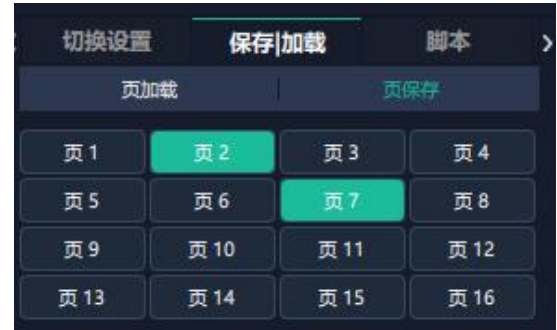 切换设置 保存|加载 脚本 >
页加载 页保存
页 1 页 2 页 3 页 4
页 5 页 6 页 7 页 8
页 9 页 10 页 11 页 12
页 13 页 14 页 15 页 16